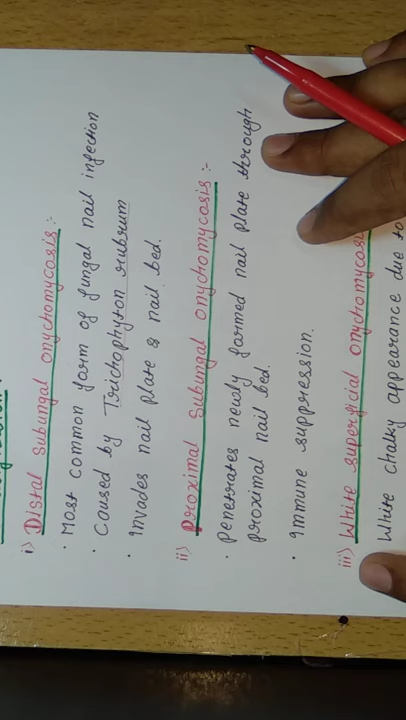 i) Distal subungal onychomycosis:-
· Most common form of fungal nail infection
· Caused by Trichophyton rubrum
· Invades nail plate & nail bed.
ii) Proximal subungal onychomycosis:-
· Penetrates newly formed nail plate through
proximal nail bed.
· Immune suppression.
iii) White superficial onychomycosis
White chalky appearance due to